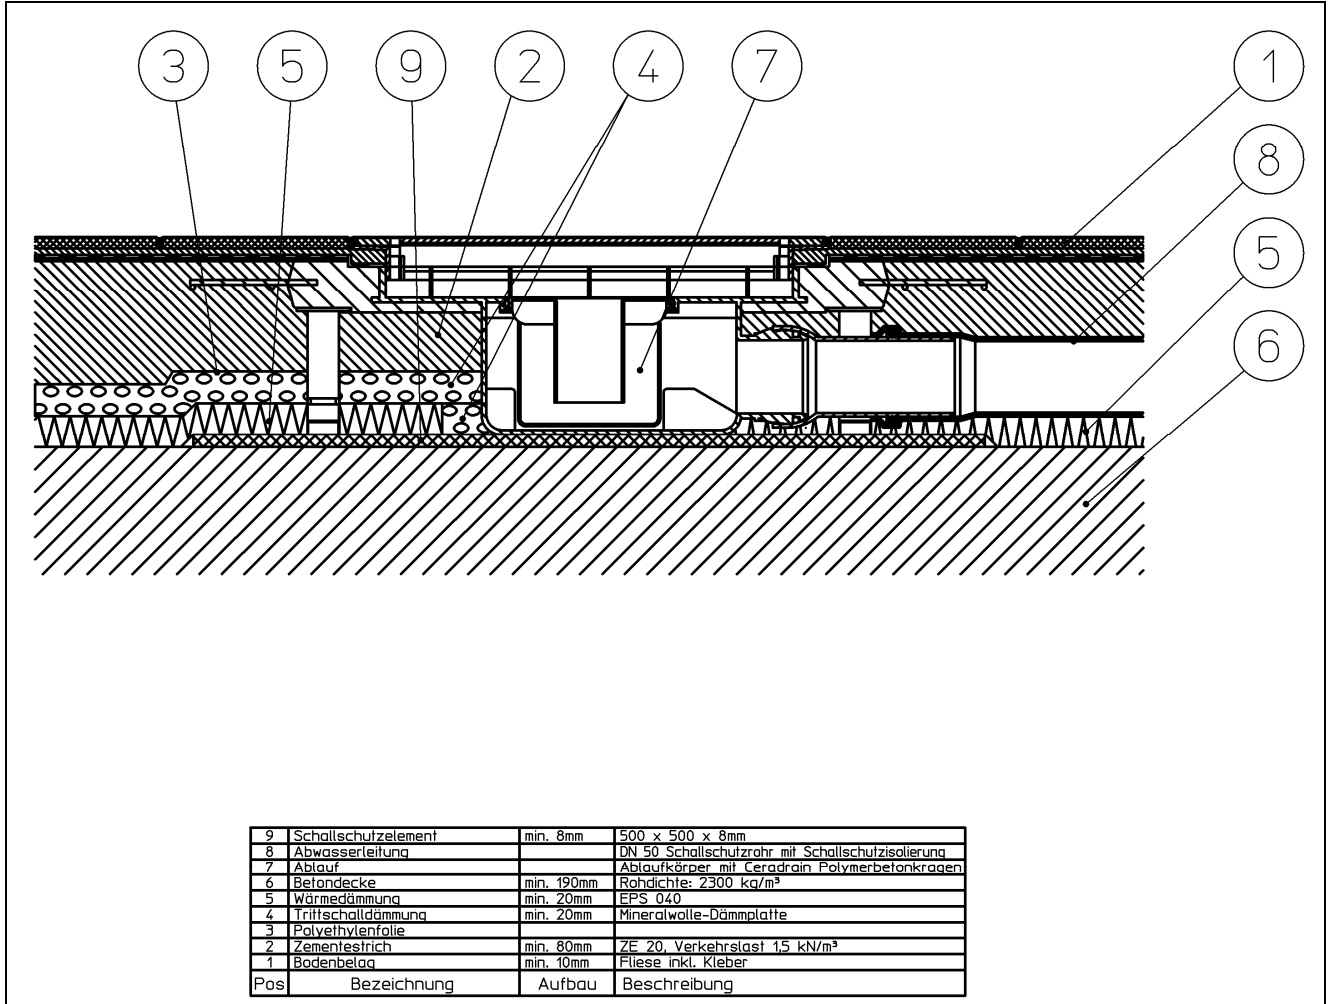 3 5 9 2 4 7 1
8
5
6
9 Schallschutzelement min. 8mm 500 x 500 x 8mm
8 Abwasserleitung DN 50 Schallschutzrohr mit Schallschutzisolierung
7 Ablauf Ablaufkörper mit Ceradrain Polymerbetonkragen
6 Betondecke min. 190mm Rohdichte: 2300 kg/m³
5 Wärmedämmung min. 20mm EPS 040
4 Trittschalldämmung min. 20mm Mineralwolle-Dämmplatte
3 Polyethylenfolie
2 Zementestrich min. 80mm ZE 20, Verkehrslast 1,5 kN/m³
1 Bodenbelag min. 10mm Fliese inkl. Kleber
Pos Bezeichnung Aufbau Beschreibung